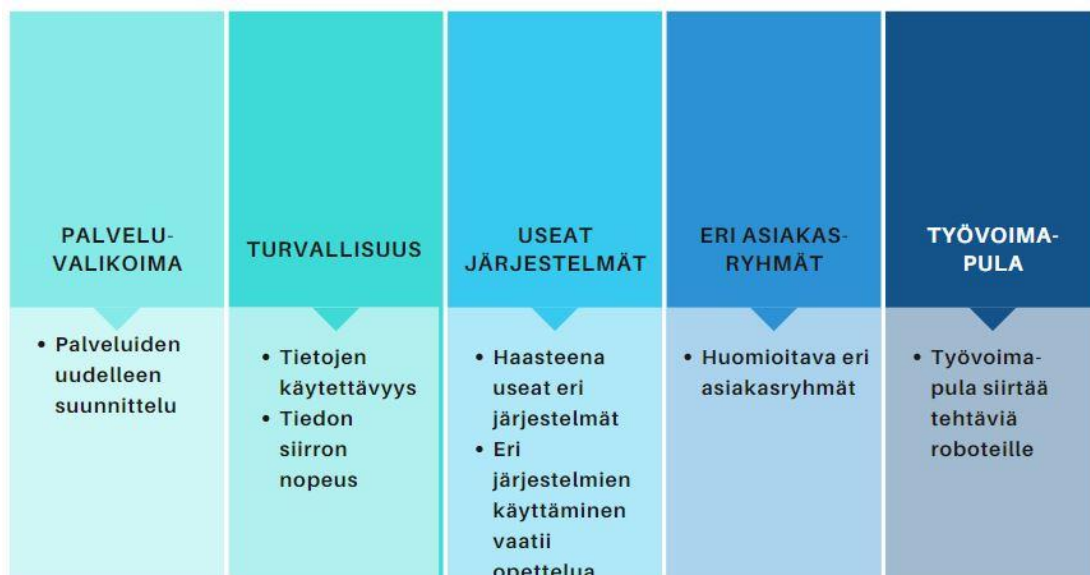 PALVELU-
VALIKOIMA
• Palveluiden
uudelleen
suunnittelu
TURVALLISUUS
• Tietojen
käytettävyys
• Tiedon
siirron
nopeus
USEAT
JÄRJESTELMÄT
• Haasteena
useat eri
järjestelmät
• Eri
järjestelmien
käyttäminen
vaatii
opettelua
ERI ASIAKAS-
RYHMÄT
• Huomioitava eri
asiakasryhmät
TYÖVOIMA-
PULA
• Työvoima-
pula siirtää
tehtäviä
roboteille